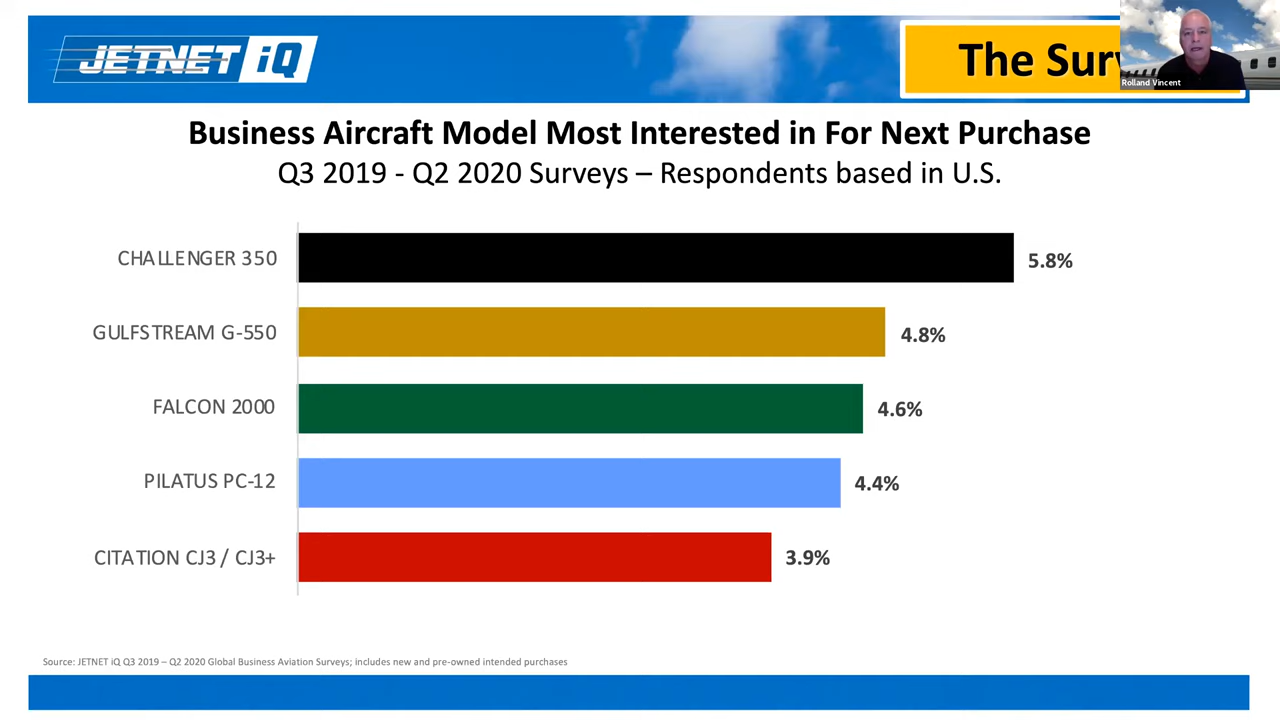 JETNET iQ
The Sur
Rolland Vincent
Business Aircraft Model Most Interested in For Next Purchase
Q3 2019 - Q2 2020 Surveys – Respondents based in U.S.
CHALLENGER 350
5.8%
GULFSTREAM G-550
4.8%
FALCON 2000
4.6%
PILATUS PC-12
4.4%
CITATION CJ3 / CJ3+
3.9%
Source: JETNET iQ Q3 2019 – Q2 2020 Global Business Aviation Surveys; includes new and pre-owned intended purchases